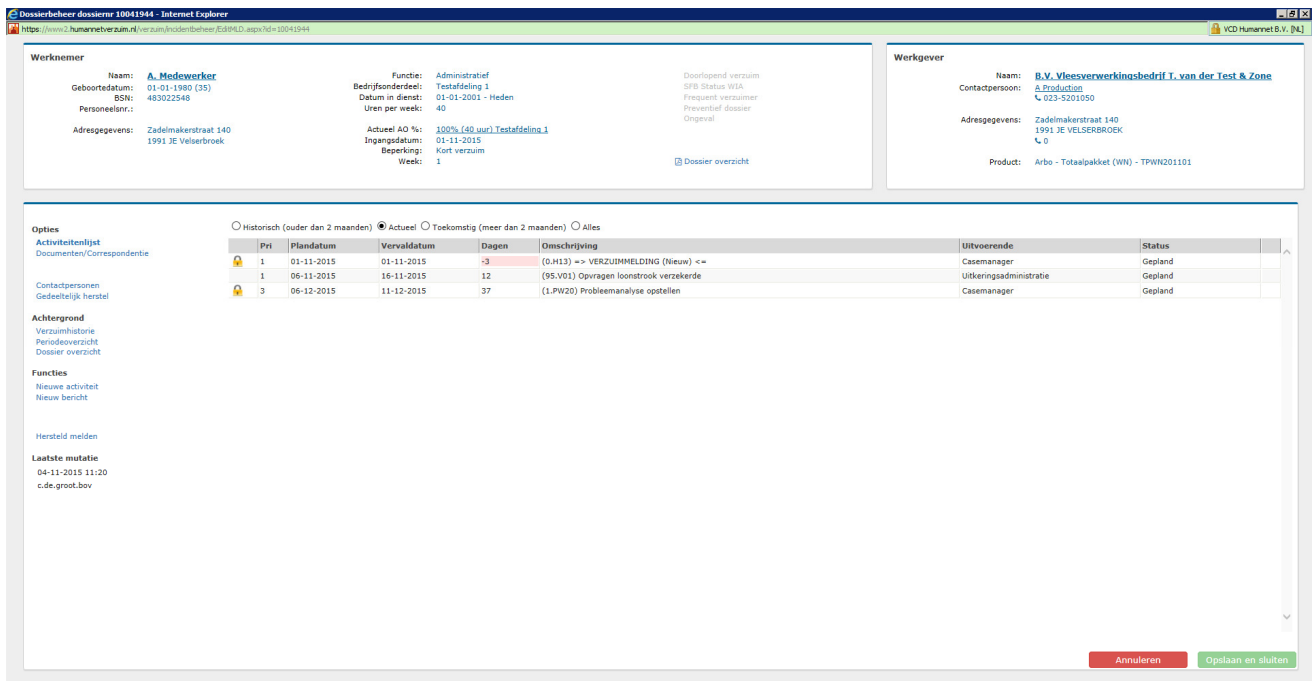 Dossierbeheer dossiernr 10041944 - Internet Explorer
https://www2.humannetverzuim.nl/verzuim/incidentbeheer/EditMLD.aspx?id=10041944 VCD Humannet B.V. [NL]
Werknemer
Naam: A. Medewerker
Geboortedatum: 01-01-1980 (35)
BSN: 483022548
Personeelsnr.:
Adresgegevens: Zadelmakerstraat 140
1991 JE Velserbroek
Functie: Administratief
Bedrijfsonderdeel: Testafdeling 1
Datum in dienst: 01-01-2001 - Heden
Uren per week: 40
Actueel AO %: 100% (40 uur) Testafdeling 1
Ingangsdatum: 01-11-2015
Beperking: Kort verzuim
Week: 1
Doorlopend verzuim
SFB Status WIA
Frequent verzuimer
Preventief dossier
Ongeval
Dossier overzicht
Werkgever
Naam: B.V. Vleesverwerkingsbedrijf T. van der Test & Zone
Contactpersoon: A Production
023-5201050
Adresgegevens: Zadelmakerstraat 140
1991 JE VELSERBROEK
0
Product: Arbo - Totaalpakket (WN) - TPWN201101
Opties
Activiteitenlijst
Documenten/Correspondentie
Contactpersonen
Gedeeltelijk herstel
Achtergrond
Verzuimhistorie
Periodeoverzicht
Dossier overzicht
Functies
Nieuwe activiteit
Nieuw bericht
Hersteld melden
Laatste mutatie
04-11-2015 11:20
c.de.groot.bov
Historisch (ouder dan 2 maanden) Actueel Toekomstig (meer dan 2 maanden) Alles
Pri Plandatum Vervaldatum Dagen Omschrijving Uitvoerende Status
1 01-11-2015 01-11-2015 -3 (0.H13) => VERZUIMMELDING (Nieuw) <= Casemanager Gepland
1 06-11-2015 16-11-2015 12 (95.V01) Opvragen loonstrook verzekerde Uitkeringsadministratie Gepland
3 06-12-2015 11-12-2015 37 (1.PW20) Probleemanalyse opstellen Casemanager Gepland
Annuleren Opslaan en sluiten